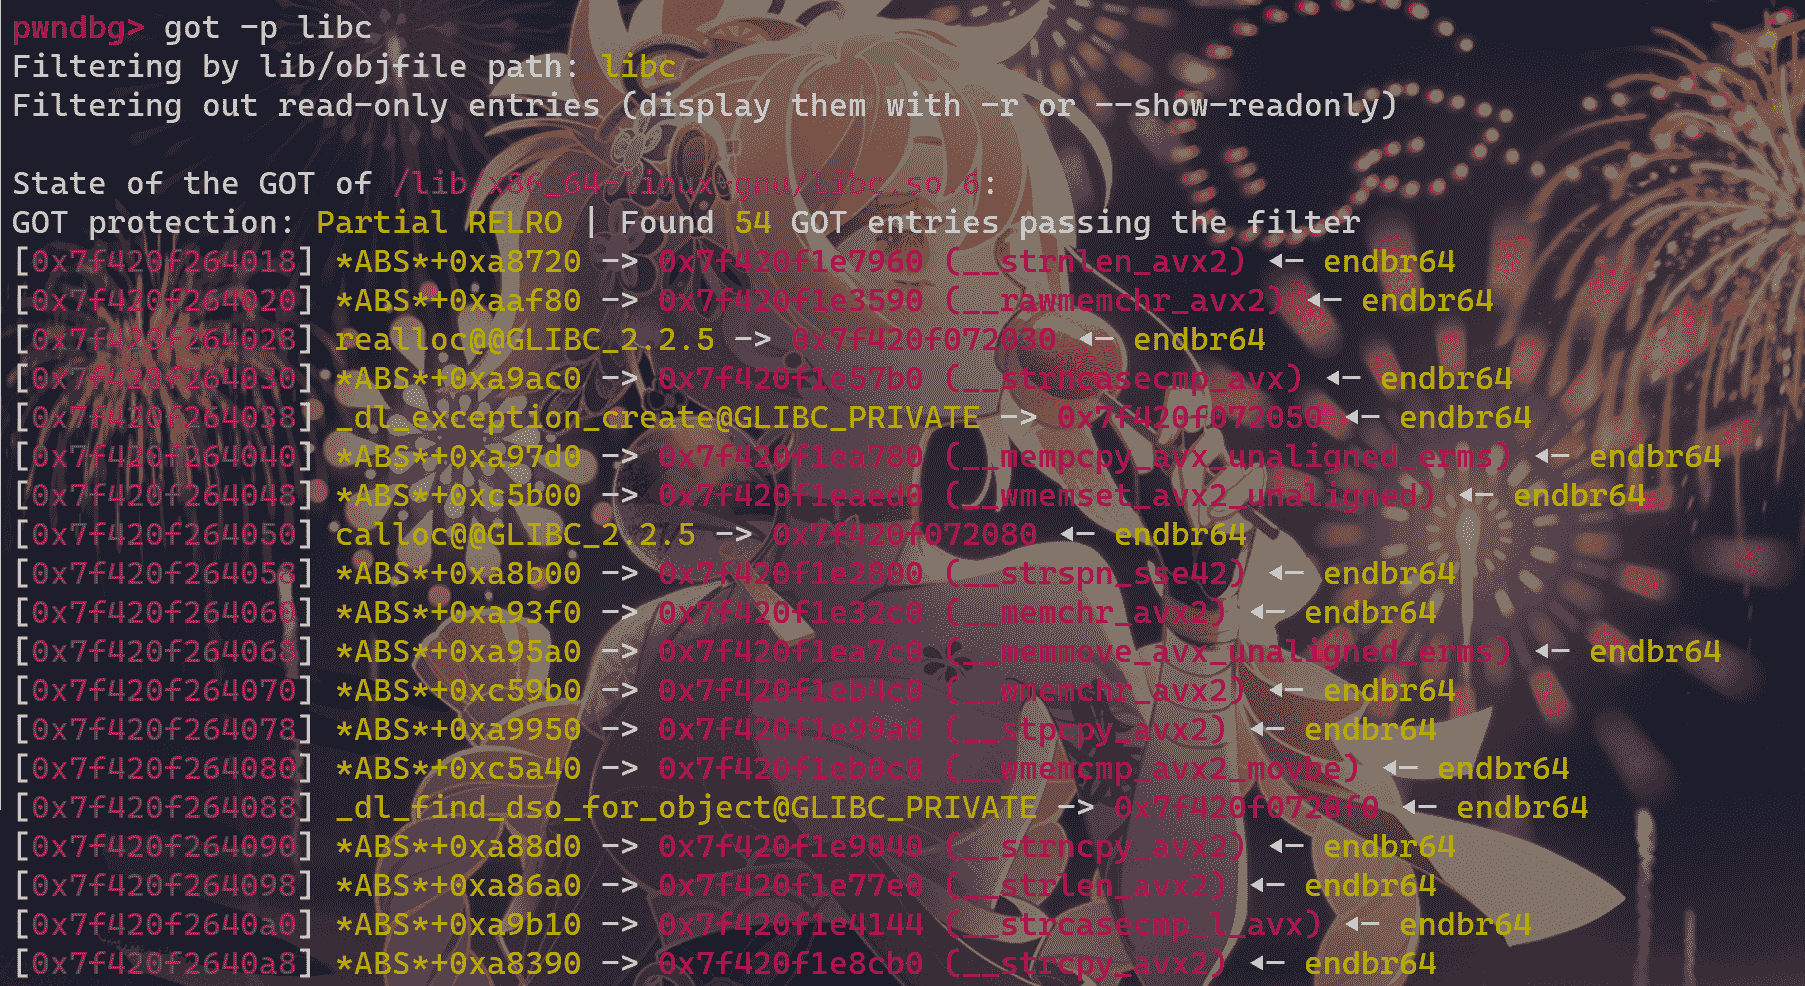 pwndbg> got -p libc
Filtering by lib/objfile path: libc
Filtering out read-only entries (display them with -r or --show-readonly)
State of the GOT of /lib/x86_64-linux-gnu/libc.so.6:
GOT protection: Partial RELRO | Found 54 GOT entries passing the filter
[0x7f420f264018] *ABS*+0xa8720 —> 0x7f420f1e7960 (__strnlen_avx2) ◂— endbr64
[0x7f420f264020] *ABS*+0xaaf80 —> 0x7f420f1e3590 (__rawmemchr_avx2) ◂— endbr64
[0x7f420f264028] realloc@@GLIBC_2.2.5 —> 0x7f420f072030 ◂— endbr64
[0x7f420f264030] *ABS*+0xa9ac0 —> 0x7f420f1e57b0 (__strncasecmp_avx) ◂— endbr64
[0x7f420f264038] _dl_exception_create@GLIBC_PRIVATE —> 0x7f420f072050 ◂— endbr64
[0x7f420f264040] *ABS*+0xa97d0 —> 0x7f420f1ea780 (__mempcpy_avx_unaligned_erms) ◂— endbr64
[0x7f420f264048] *ABS*+0xc5b00 —> 0x7f420f1eaed0 (__wmemset_avx2_unaligned) ◂— endbr64
[0x7f420f264050] calloc@@GLIBC_2.2.5 —> 0x7f420f072080 ◂— endbr64
[0x7f420f264058] *ABS*+0xa8b00 —> 0x7f420f1e2800 (__strspn_sse42) ◂— endbr64
[0x7f420f264060] *ABS*+0xa93f0 —> 0x7f420f1e32c0 (__memchr_avx2) ◂— endbr64
[0x7f420f264068] *ABS*+0xa95a0 —> 0x7f420f1ea7c0 (__memmove_avx_unaligned_erms) ◂— endbr64
[0x7f420f264070] *ABS*+0xc59b0 —> 0x7f420f1eb4c0 (__wmemchr_avx2) ◂— endbr64
[0x7f420f264078] *ABS*+0xa9950 —> 0x7f420f1e99a0 (__stpcpy_avx2) ◂— endbr64
[0x7f420f264080] *ABS*+0xc5a40 —> 0x7f420f1eb0c0 (__wmemcmp_avx2_movbe) ◂— endbr64
[0x7f420f264088] _dl_find_dso_for_object@GLIBC_PRIVATE —> 0x7f420f0720f0 ◂— endbr64
[0x7f420f264090] *ABS*+0xa88d0 —> 0x7f420f1e9040 (__strncpy_avx2) ◂— endbr64
[0x7f420f264098] *ABS*+0xa86a0 —> 0x7f420f1e77e0 (__strlen_avx2) ◂— endbr64
[0x7f420f2640a0] *ABS*+0xa9b10 —> 0x7f420f1e4144 (__strcasecmp_l_avx) ◂— endbr64
[0x7f420f2640a8] *ABS*+0xa8390 —> 0x7f420f1e8cb0 (__strcpy_avx2) ◂— endbr64